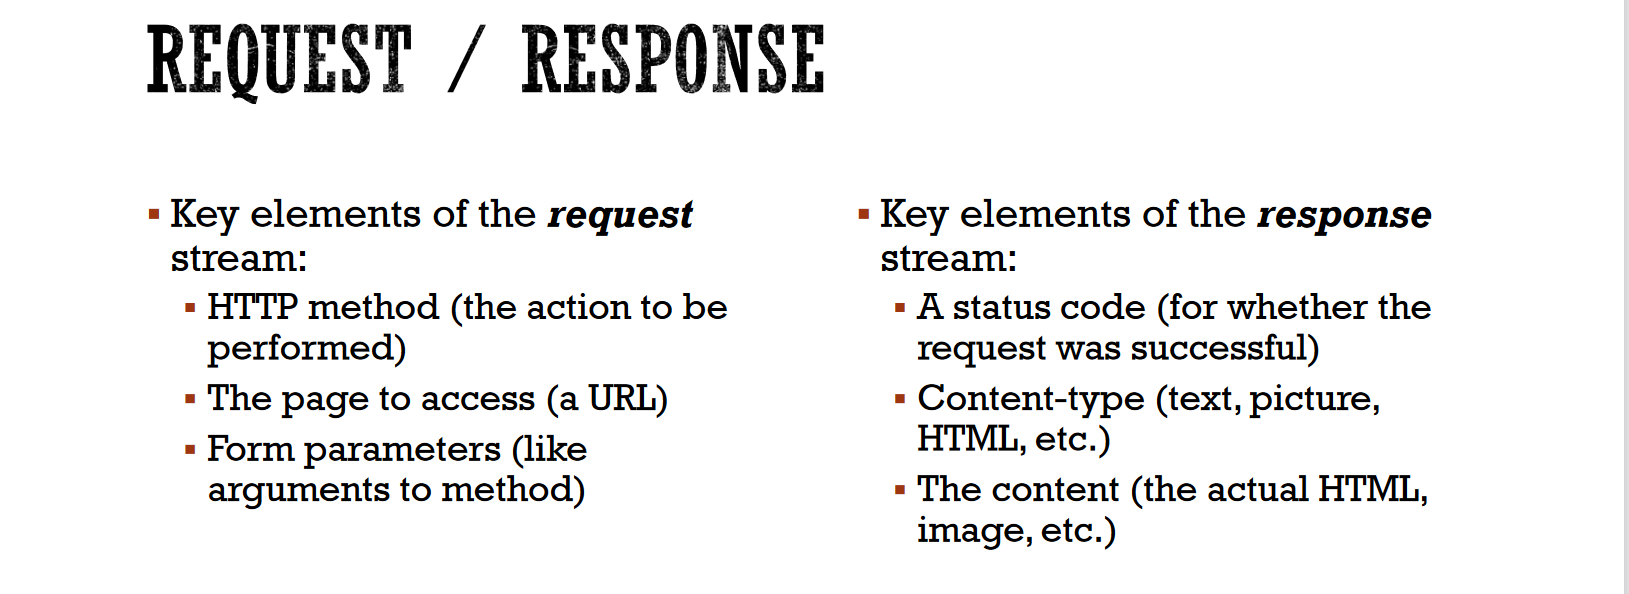 REQUEST / RESPONSE
▪ Key elements of the request
stream:
▪ HTTP method (the action to be
performed)
▪ The page to access (a URL)
▪ Form parameters (like
arguments to method)
▪ Key elements of the response
stream:
▪ A status code (for whether the
request was successful)
▪ Content-type (text, picture,
HTML, etc.)
▪ The content (the actual HTML,
image, etc.)